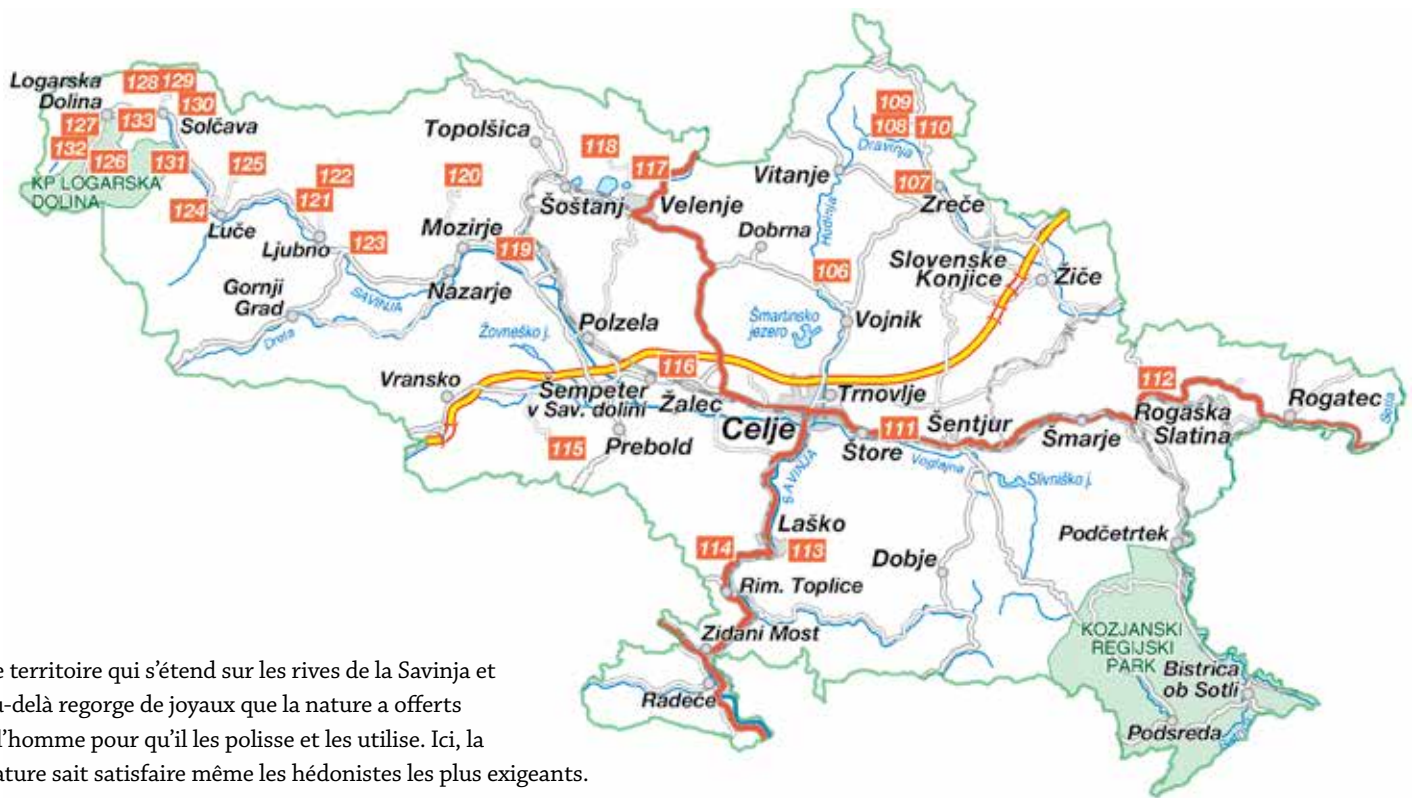 Logarska
Dolina
128 129
130
127
133
Solčava
132
126
131
125
KP LOGARSKA
DOLINA
124
Luče
122
121
Ljubno
123
Gornji
Grad
Dreta
SAVINJA
120
Mozirje
Nazarje
119
Topolšica
118
117
Šoštanj
Velenje
109
108
110
Dravinja
Vitanje
107
Zreče
Hudinja
Dobrna
106
Slovenske
Konjice
Žiče
Šmartinsko
jezero
Vojnik
Polzela
Žovneško j.
Vransko
116
Šempeter
v Sav. dolini
Žalec
Trnovlje
Celje
115
Prebold
Štore
111
Šentjur
Šmarje
112
Rogaška
Slatina
Rogatec
Sotla
Voglajna
Slivniško j.
SAVINJA
Laško
114
113
Rim. Toplice
Dobje
Podčetrtek
Zidani Most
Radeče
KOZJANSKI
REGIJSKI
PARK
Bistrica
ob Sotli
Podsreda
e territoire qui s’étend sur les rives de la Savinja et
u-delà regorge de joyaux que la nature a offerts
l’homme pour qu’il les polisse et les utilise. Ici, la
ature sait satisfaire même les hédonistes les plus exigeants.